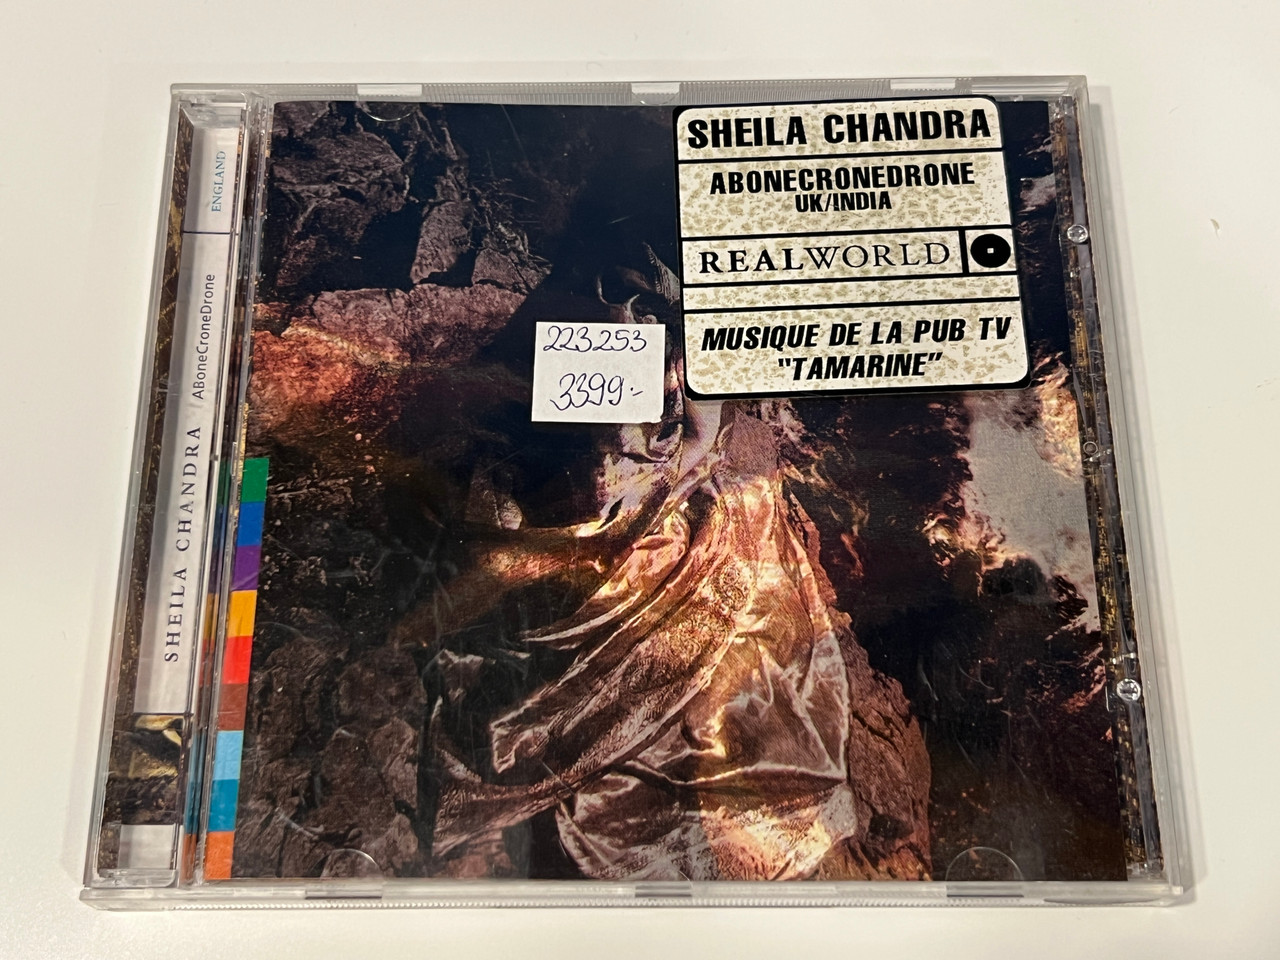 ENGLAND
ABoneCroneDrone
SHEILA CHANDRA
SHEILA CHANDRA
ABONECRONEDRONE
UK/INDIA
REALWORLD
MUSIQUE DE LA PUB TV
"TAMARINE"
223253
3399:-